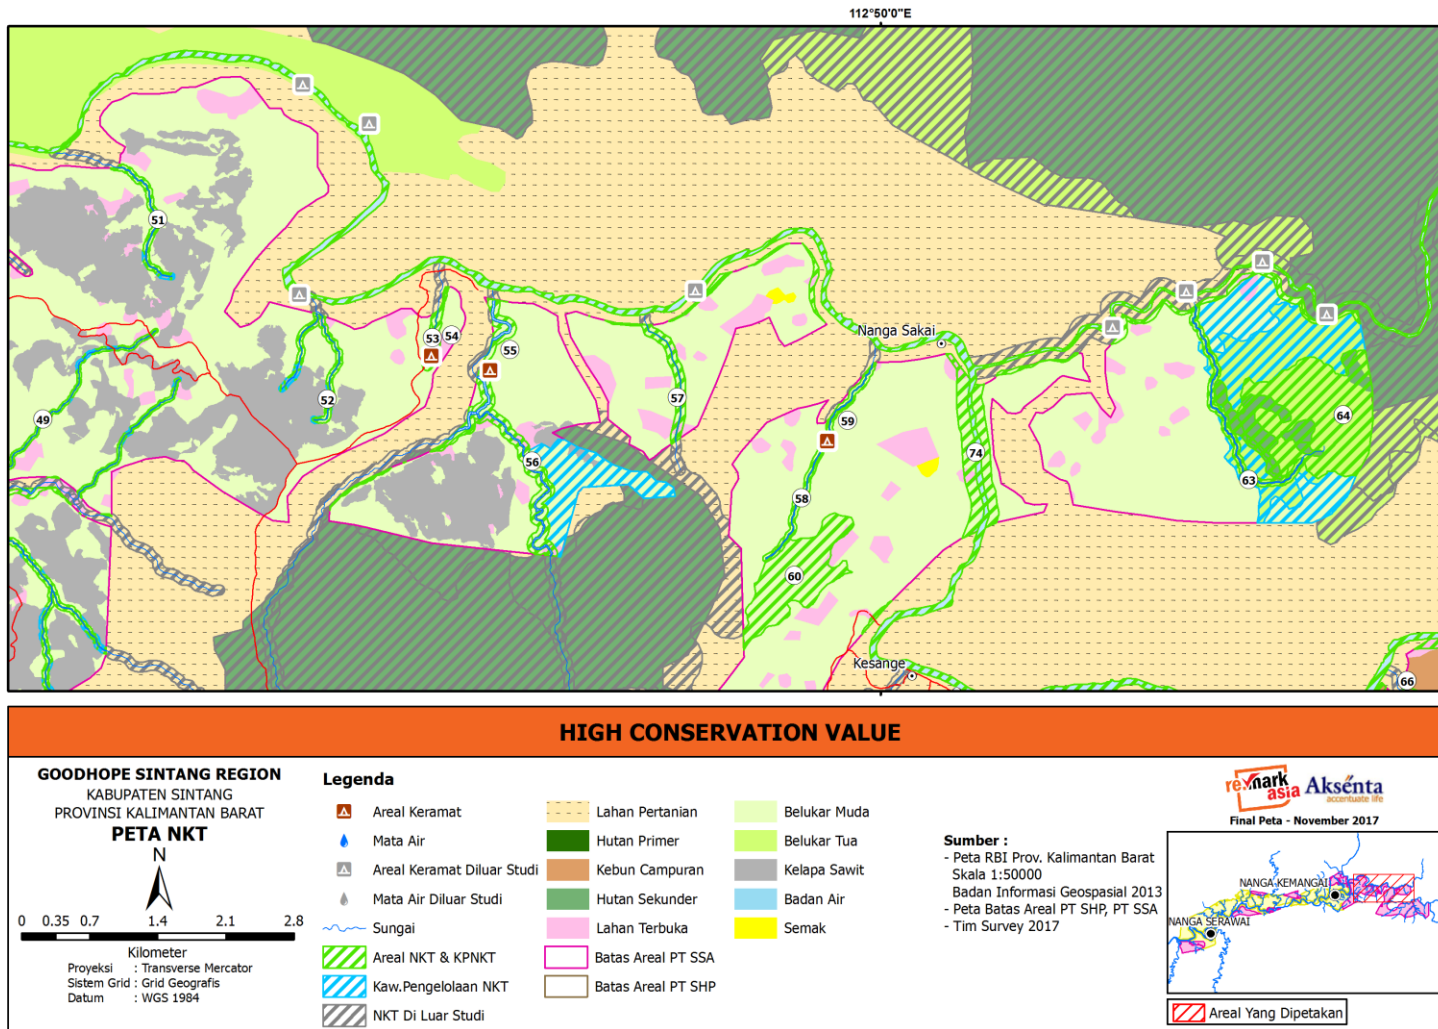 112°50'0"E
51
53
54
55
52
49
57
56
59
58
60
74
64
63
66
Nanga Sakai
Kesange
HIGH CONSERVATION VALUE
GOODHOPE SINTANG REGION
KABUPATEN SINTANG
PROVINSI KALIMANTAN BARAT
PETA NKT
N
0 0.35 0.7 1.4 2.1 2.8
Kilometer
Proyeksi : Transverse Mercator
Sistem Grid : Grid Geografis
Datum : WGS 1984
Legenda
Areal Keramat
Mata Air
Areal Keramat Diluar Studi
Mata Air Diluar Studi
Sungai
Areal NKT & KPNKT
Kaw.Pengelolaan NKT
NKT Di Luar Studi
Lahan Pertanian
Hutan Primer
Kebun Campuran
Hutan Sekunder
Lahan Terbuka
Batas Areal PT SSA
Batas Areal PT SHP
Belukar Muda
Belukar Tua
Kelapa Sawit
Badan Air
Semak
Sumber :
- Peta RBI Prov. Kalimantan Barat
Skala 1:50000
Badan Informasi Geospasial 2013
- Peta Batas Areal PT SHP, PT SSA
- Tim Survey 2017
re mark asia
Aksénta
accentuate life
Final Peta - November 2017
NANGA KEMANGAI
NANGA SERAWAI
Areal Yang Dipetakan